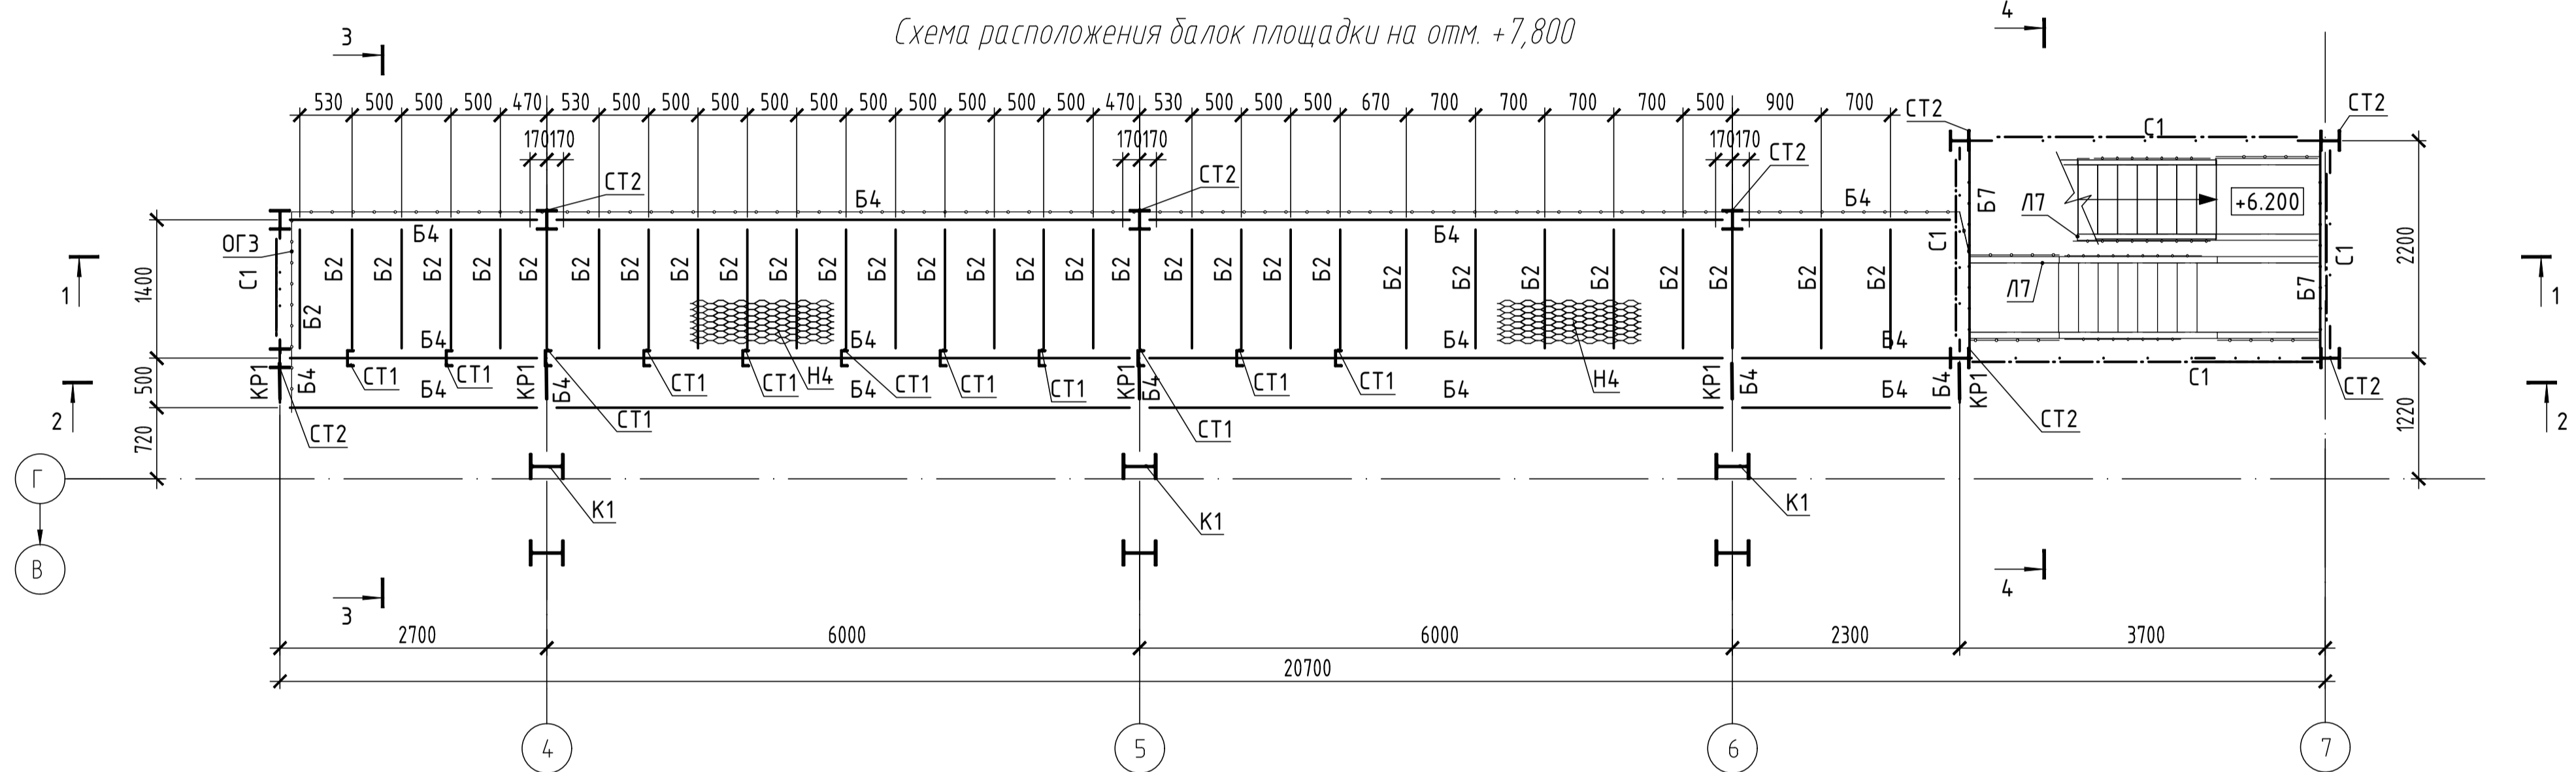 Схема расположения балок площадки на отм. +7,800
3 4
530 500 500 500 470 530 500 500 500 500 500 500 500 500 500 500 470 530 500 500 500 670 700 700 700 700 500 900 700
СТ2 С1 СТ2
170 170 170 170 170 170
СТ2 СТ2 СТ2
Б4 Б4
Б7 Л7 +6.200
ОГ3 Б4 Б4 С1
С1 Б2 Б2 Б2 Б2 Б2 Б2 Б2 Б2 Б2 Б2 Б2 Б2 Б2 Б2 Б2 Б2 Б2 Б2 Б2 Б2 Б2 Б2 Б2 Б2 Б2 Б2 Б2 Б2 С1
1 1400 2200 1
Л7 Б7
Б2
Б4 Б4 Б4 Б4
КР1 Б4 СТ1 СТ1 КР1 Б4 СТ1 СТ1 Н4 СТ1 СТ1 СТ1 КР1 Б4 СТ1 СТ1 Н4 КР1 Б4 Б4 КР1 С1 СТ2
500 Б4 Б4 Б4 Б4
2 720 СТ2 СТ1 СТ1 СТ2 1220 2
Г
К1 К1 К1
В
3 4
2700 6000 6000 2300 3700
20700
4 5 6 7